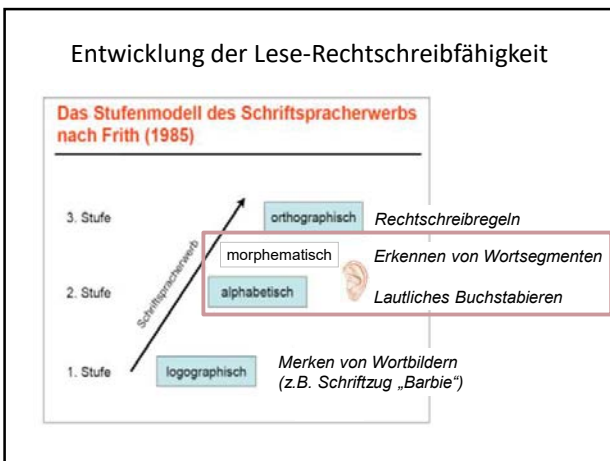 Entwicklung der Lese-Rechtschreibfähigkeit
Das Stufenmodell des Schriftspracherwerbs
nach Frith (1985)
3. Stufe
orthographisch
Rechtschreibregeln
morphematisch
Erkennen von Wortsegmenten
Schriftspracherwerb
2. Stufe
alphabetisch
Lautliches Buchstabieren
1. Stufe
logographisch
Merken von Wortbildern
(z.B. Schriftzug „Barbie“)